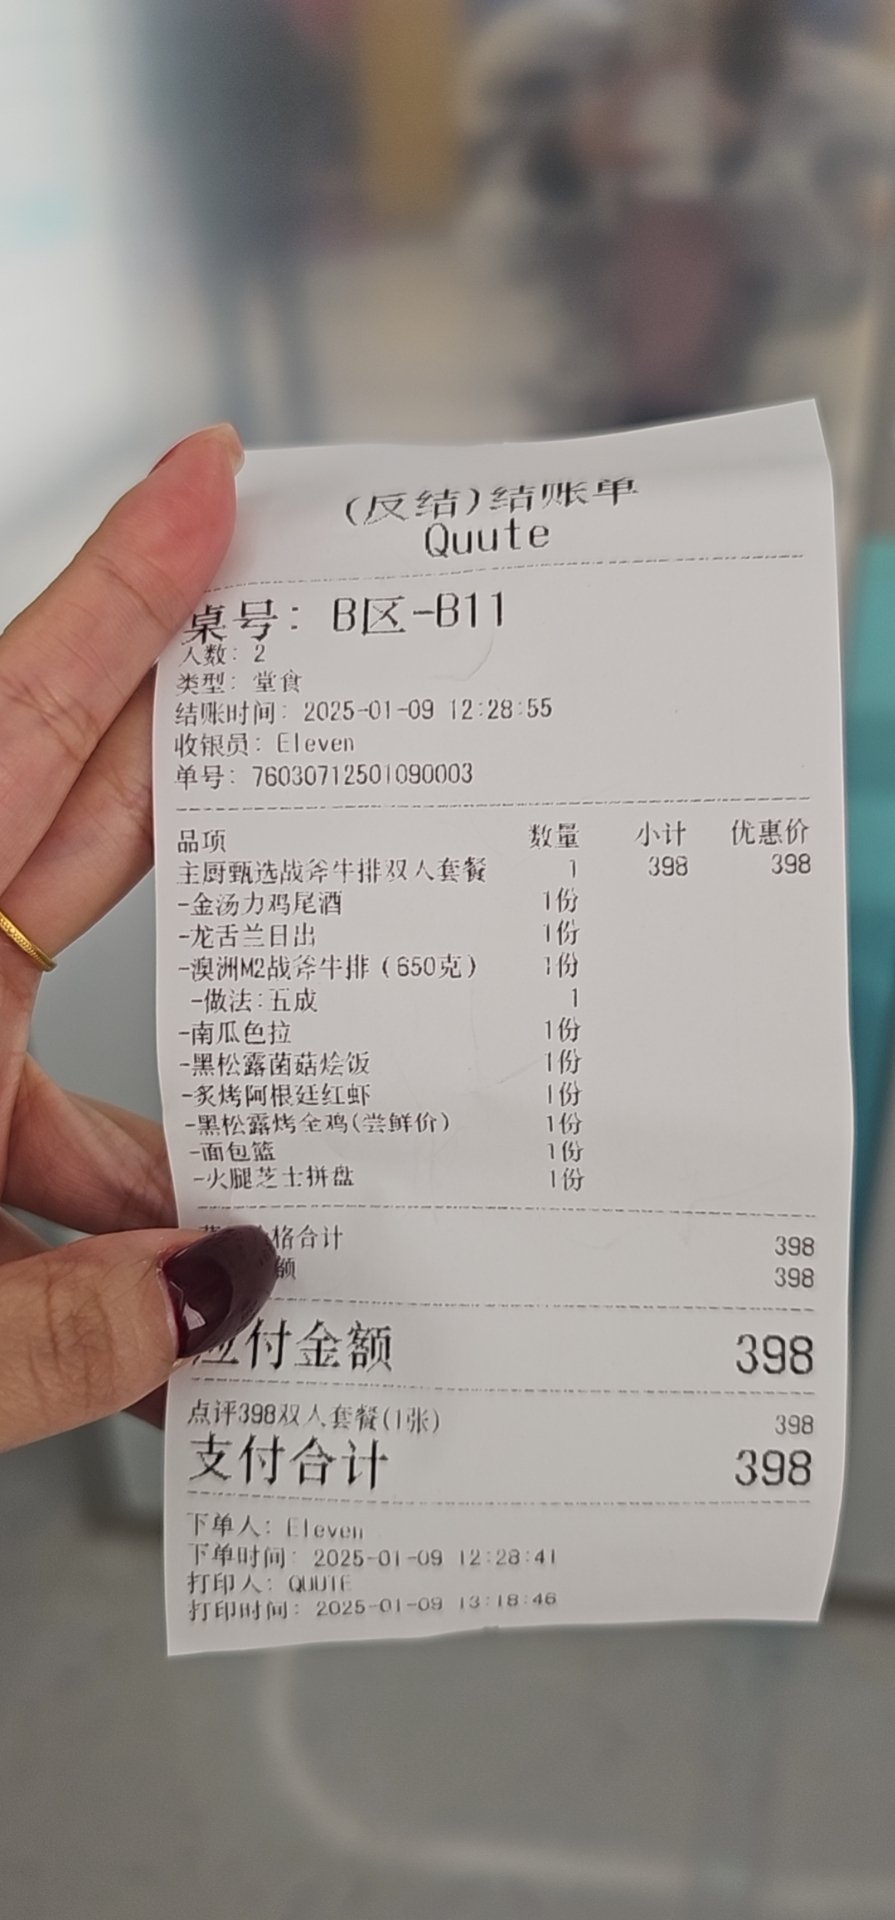 (反结)结账单
Quute
桌号: B区-B11
人数: 2
类型: 堂食
结账时间: 2025-01-09 12:28:55
收银员: Eleven
单号: 76030712501090003
品项 数量 小计 优惠价
主厨甄选战斧牛排双人套餐 1 398 398
-金汤力鸡尾酒 1份
-龙舌兰日出 1份
-澳洲M2战斧牛排(650克) 1份
-做法:五成 1
-南瓜色拉 1份
-黑松露菌菇烩饭 1份
-炙烤阿根廷红虾 1份
-黑松露烤全鸡(尝鲜价) 1份
-面包篮 1份
-火腿芝士拼盘 1份
格合计 398
额 398
应付金额 398
点评398双人套餐(1张) 398
支付合计 398
下单人: Eleven
下单时间: 2025-01-09 12:28:41
打印人: QUUTE
打印时间: 2025-01-09 13:18:46